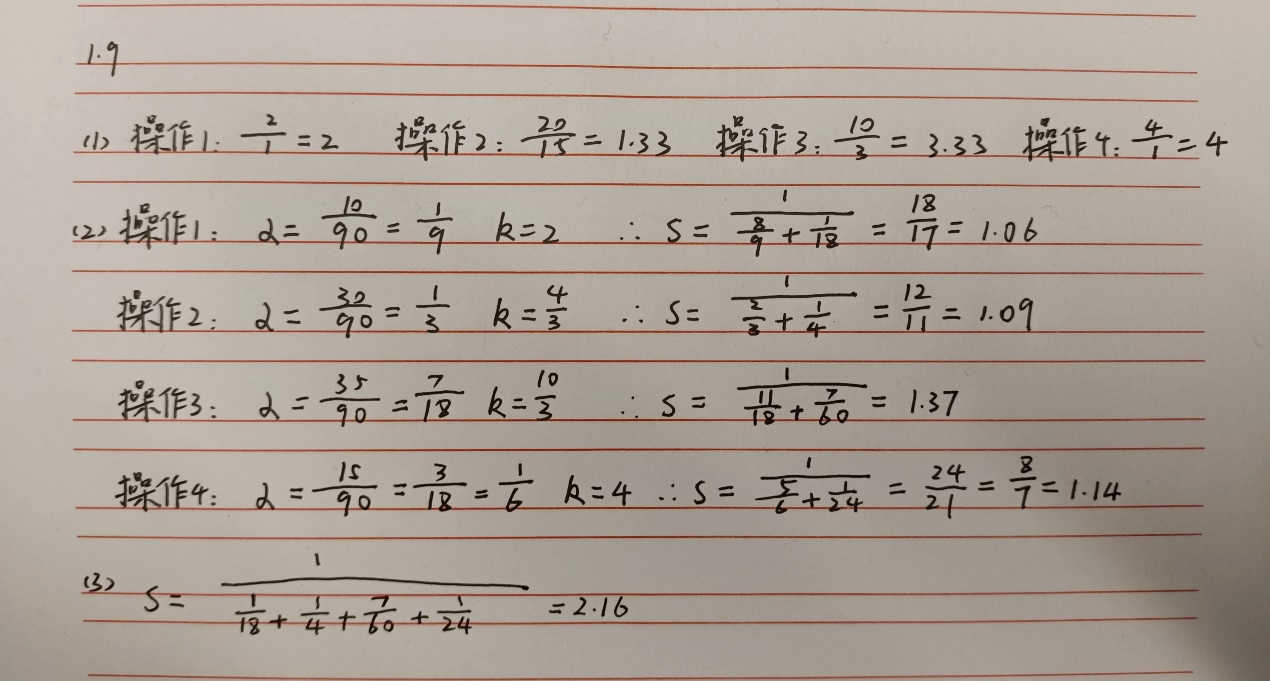 1.9
(1) 操作1: 2/1 = 2 操作2: 20/15 = 1.33 操作3: 10/3 = 3.33 操作4: 4/1 = 4
(2) 操作1: α = 10/90 = 1/9 k=2 ∴ S = 1/(8/9 + 1/18) = 18/17 = 1.06
操作2: α = 30/90 = 1/3 k = 4/3 ∴ S = 1/(2/3 + 1/4) = 12/11 = 1.09
操作3: α = 35/90 = 7/18 k = 10/3 ∴ S = 1/(11/18 + 7/60) = 1.37
操作4: α = 15/90 = 3/18 = 1/6 k=4 ∴ S = 1/(5/6 + 1/24) = 24/21 = 8/7 = 1.14
(3) S = 1/(1/18 + 1/4 + 7/60 + 1/24) = 2.16